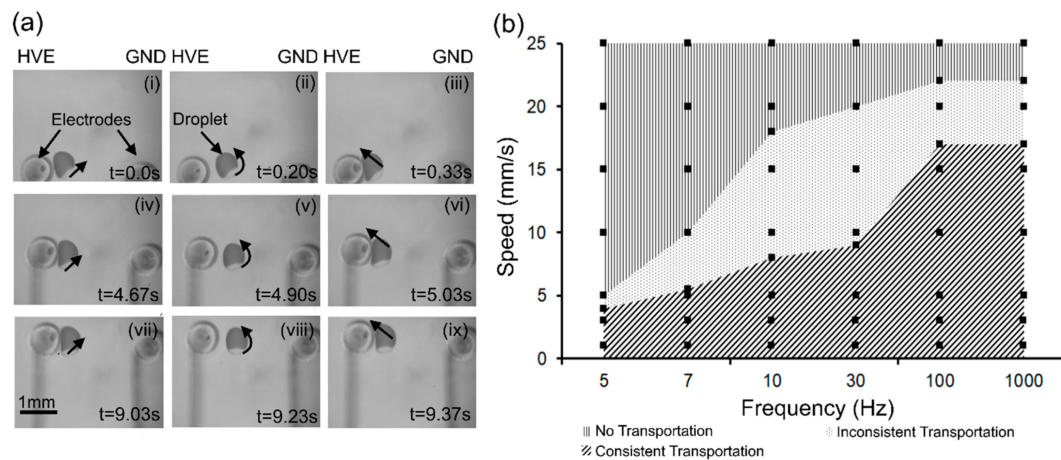 (a)
HVE GND HVE GND HVE GND
(i) (ii) (iii)
Electrodes Droplet
t=0.0s t=0.20s t=0.33s
(iv) (v) (vi)
t=4.67s t=4.90s t=5.03s
(vii) (viii) (ix)
1mm
t=9.03s t=9.23s t=9.37s
(b)
Speed (mm/s)
25
20
15
10
5
0
5 7 10 30 100 1000
Frequency (Hz)
No Transportation Inconsistent Transportation
Consistent Transportation